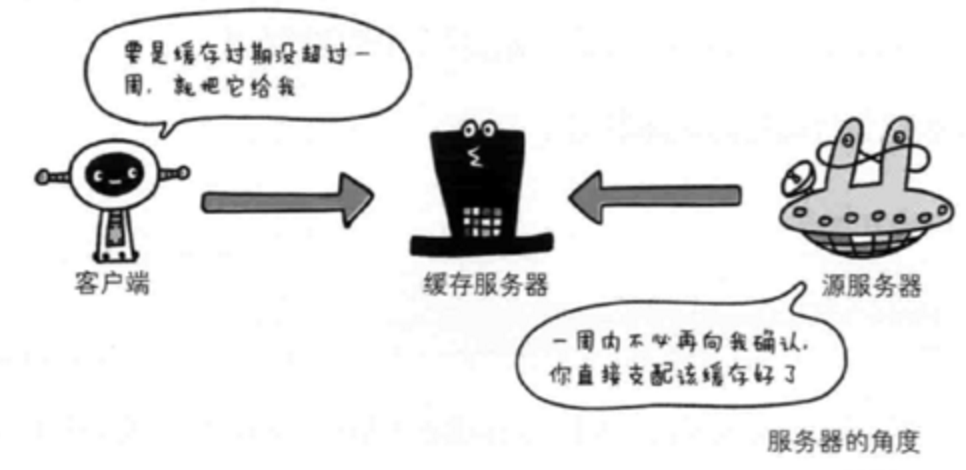 要是缓存过期没超过一
周，就把它给我
客户端
缓存服务器
源服务器
一周内不必再向我确认，
你直接支配该缓存好了
服务器的角度